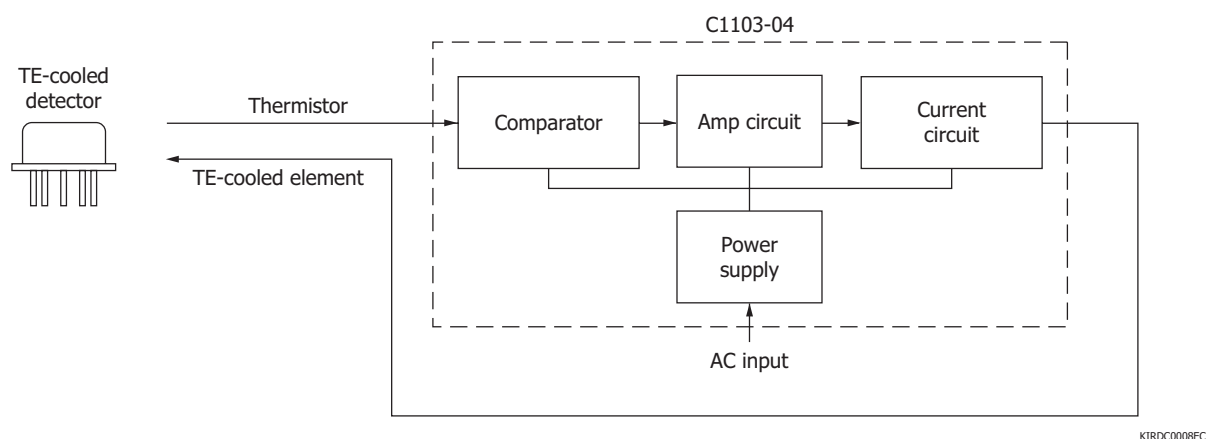 C1103-04
TE-cooled
detector
Thermistor
Comparator
Amp circuit
Current
circuit
TE-cooled element
Power
supply
AC input
KIRDC0008EC